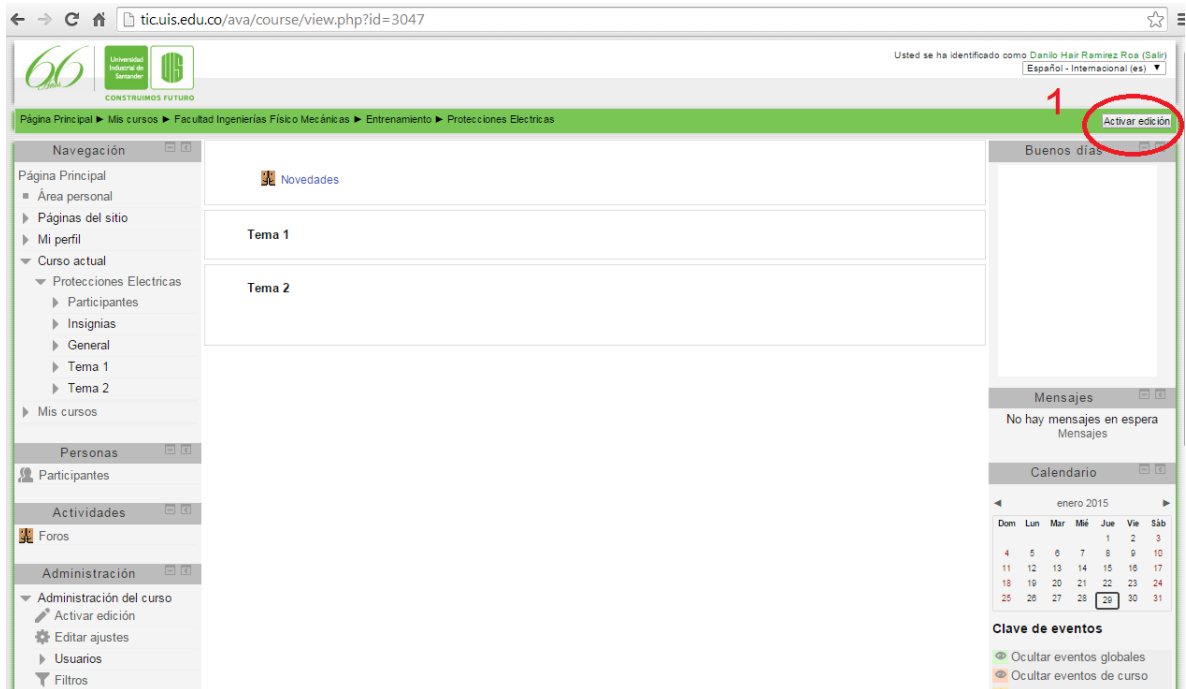 tic.uis.edu.co/ava/course/view.php?id=3047
66
Años
Universidad
Industrial de
Santander
UIS
CONSTRUIMOS FUTURO
Usted se ha identificado como Danilo Hair Ramirez Roa (Salir)
Español - Internacional (es)
1
Página Principal ► Mis cursos ► Facultad Ingenierías Físico Mecánicas ► Entrenamiento ► Protecciones Electricas
Activar edición
Navegación
Página Principal
Área personal
Páginas del sitio
Mi perfil
Curso actual
Protecciones Electricas
Participantes
Insignias
General
Tema 1
Tema 2
Mis cursos
Personas
Participantes
Actividades
Foros
Administración
Administración del curso
Activar edición
Editar ajustes
Usuarios
Filtros
Novedades
Tema 1
Tema 2
Buenos días
Mensajes
No hay mensajes en espera
Mensajes
Calendario
◄ enero 2015 ►
Dom Lun Mar Mié Jue Vie Sáb
1 2 3
4 5 6 7 8 9 10
11 12 13 14 15 16 17
18 19 20 21 22 23 24
25 26 27 28 29 30 31
Clave de eventos
Ocultar eventos globales
Ocultar eventos de curso